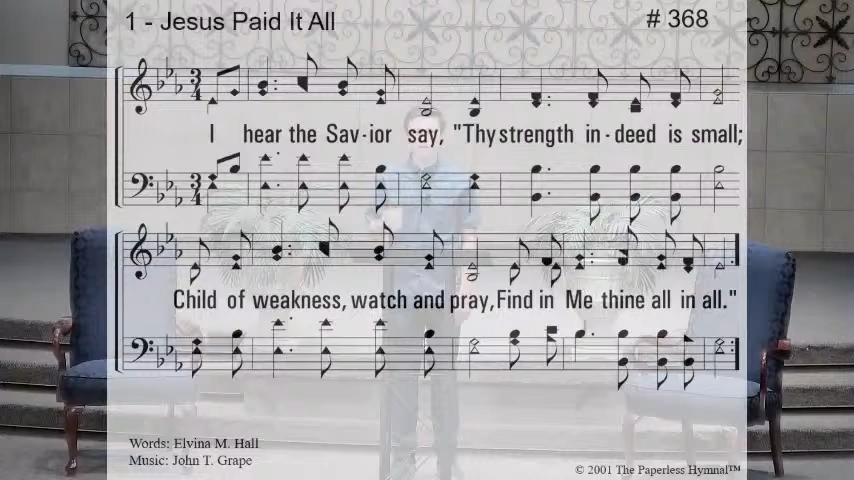 1 - Jesus Paid It All
# 368
I hear the Sav-ior say, "Thy strength in-deed is small;
Child of weakness, watch and pray, Find in Me thine all in all."
Words: Elvina M. Hall
Music: John T. Grape
© 2001 The Paperless Hymnal™